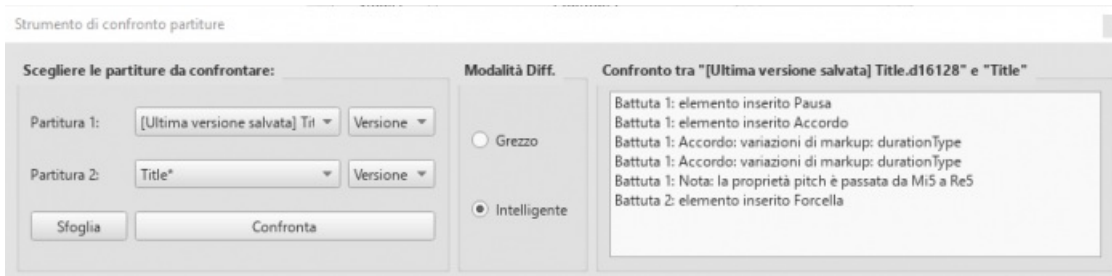 Strumento di confronto partiture
Scegliere le partiture da confrontare:
Partitura 1:
[Ultima versione salvata] Tit
Versione
Partitura 2:
Title*
Versione
Sfoglia
Confronta
Modalità Diff.
Grezzo
Intelligente
Confronto tra "[Ultima versione salvata] Title.d16128" e "Title"
Battuta 1: elemento inserito Pausa
Battuta 1: elemento inserito Accordo
Battuta 1: Accordo: variazioni di markup: durationType
Battuta 1: Accordo: variazioni di markup: durationType
Battuta 1: Nota: la proprietà pitch è passata da Mi5 a Re5
Battuta 2: elemento inserito Forcella